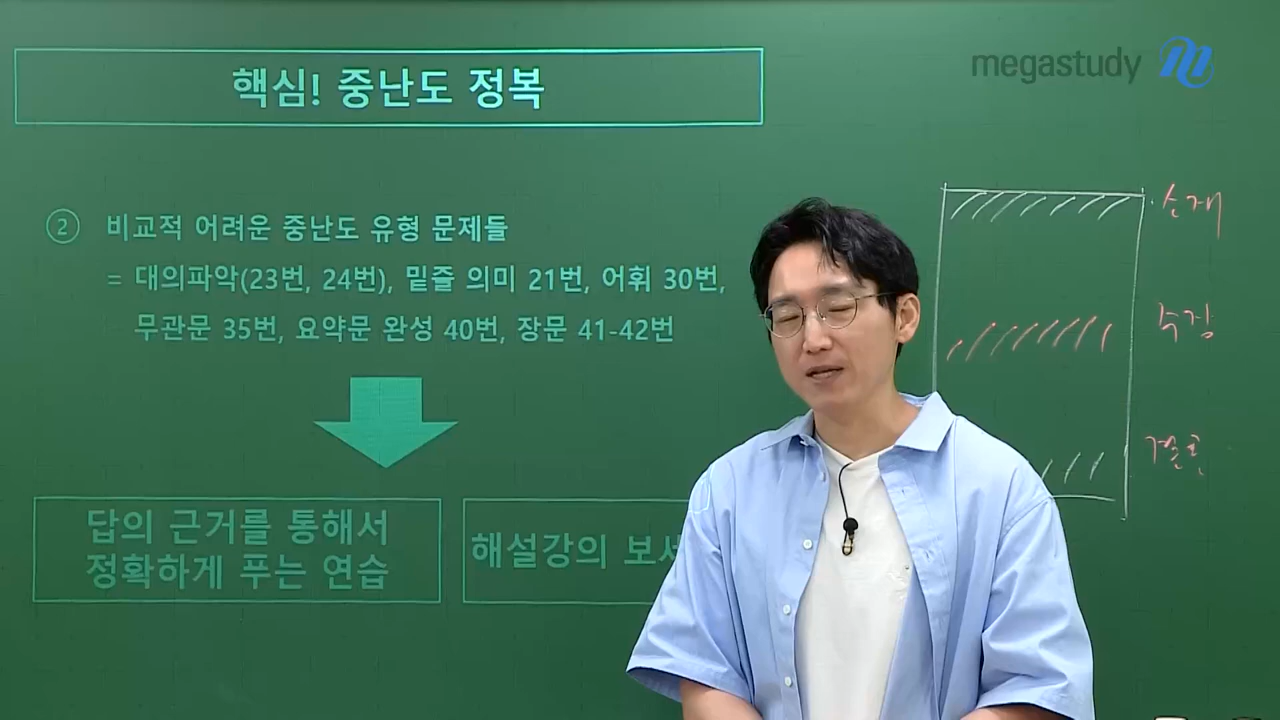 핵심! 중난도 정복
megastudy
② 비교적 어려운 중난도 유형 문제들
= 대의파악(23번, 24번), 밑줄 의미 21번, 어휘 30번,
무관문 35번, 요약문 완성 40번, 장문 41-42번
답의 근거를 통해서
정확하게 푸는 연습
해설강의 보세
소재
주장
결론